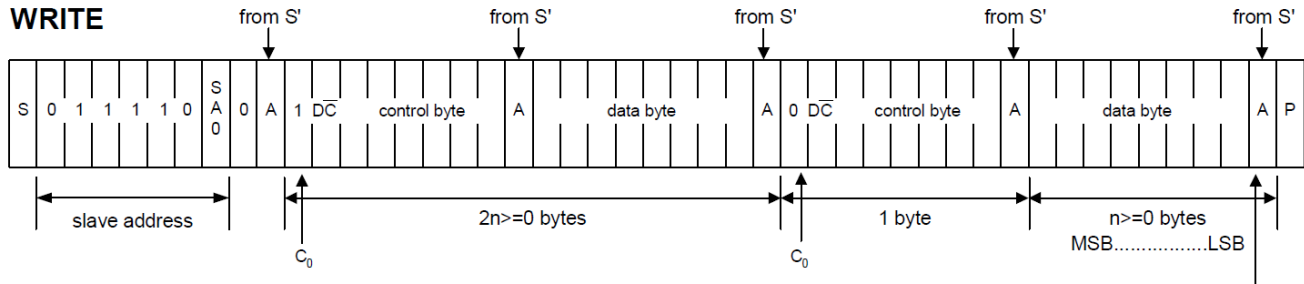 WRITE
from S' from S' from S' from S' from S'
S 0 1 1 1 1 0 SA0 0 A 1 DC̅ control byte A data byte A 0 DC̅ control byte A data byte A P
slave address 2n>=0 bytes 1 byte n>=0 bytes
MSB.................LSB
C₀ C₀